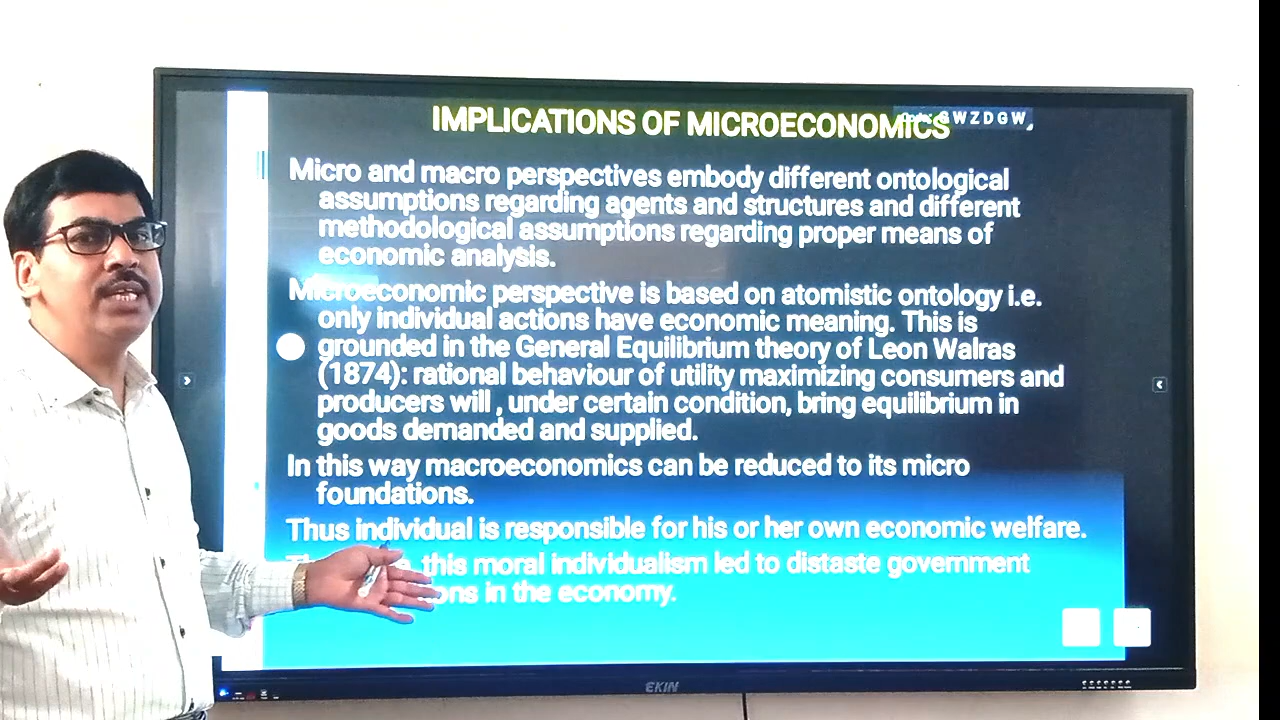 IMPLICATIONS OF MICROECONOMICS
GWZDGW
Micro and macro perspectives embody different ontological
assumptions regarding agents and structures and different
methodological assumptions regarding proper means of
economic analysis.
Microeconomic perspective is based on atomistic ontology i.e.
only individual actions have economic meaning. This is
grounded in the General Equilibrium theory of Leon Walras
(1874): rational behaviour of utility maximizing consumers and
producers will , under certain condition, bring equilibrium in
goods demanded and supplied.
In this way macroeconomics can be reduced to its micro
foundations.
Thus individual is responsible for his or her own economic welfare.
this moral individualism led to distaste government
in the economy.
EKIN